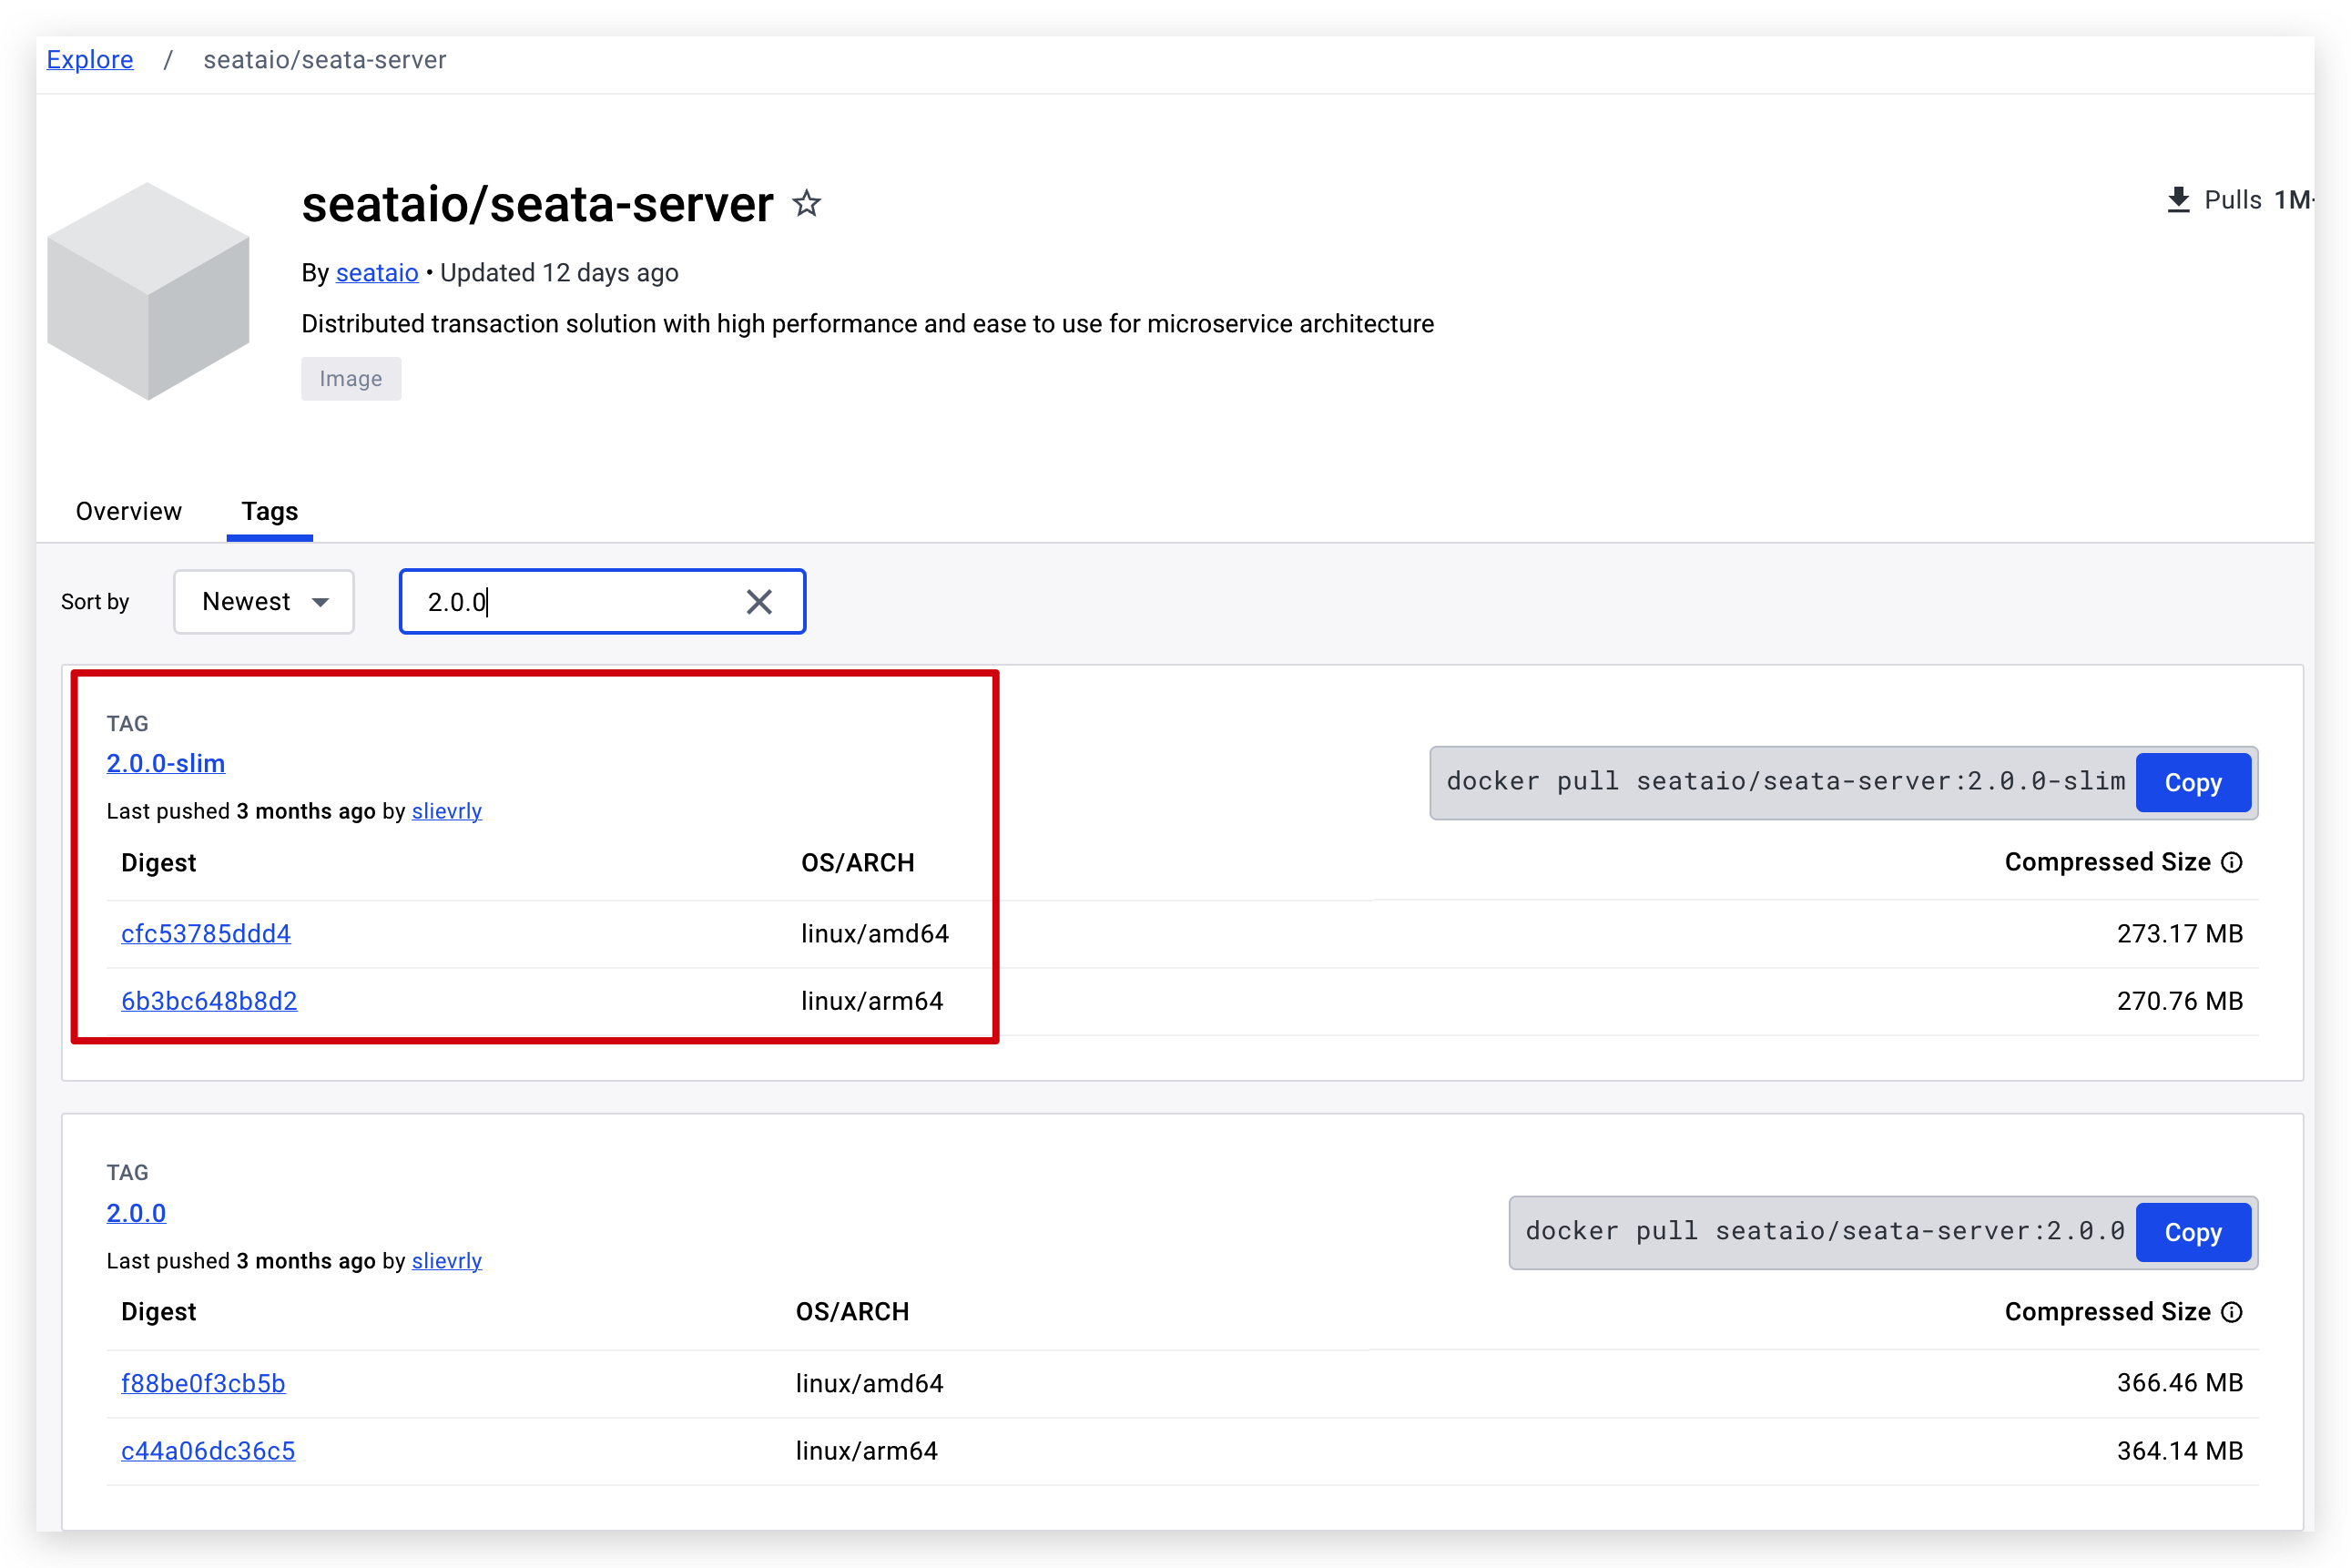 Explore / seataio/seata-server
seataio/seata-server
Pulls 1M
By seataio • Updated 12 days ago
Distributed transaction solution with high performance and ease to use for microservice architecture
Image
Overview Tags
Sort by Newest 2.0.0
TAG
2.0.0-slim
docker pull seataio/seata-server:2.0.0-slim Copy
Last pushed 3 months ago by slievrly
Digest OS/ARCH Compressed Size
cfc53785ddd4 linux/amd64 273.17 MB
6b3bc648b8d2 linux/arm64 270.76 MB
TAG
2.0.0
docker pull seataio/seata-server:2.0.0 Copy
Last pushed 3 months ago by slievrly
Digest OS/ARCH Compressed Size
f88be0f3cb5b linux/amd64 366.46 MB
c44a06dc36c5 linux/arm64 364.14 MB